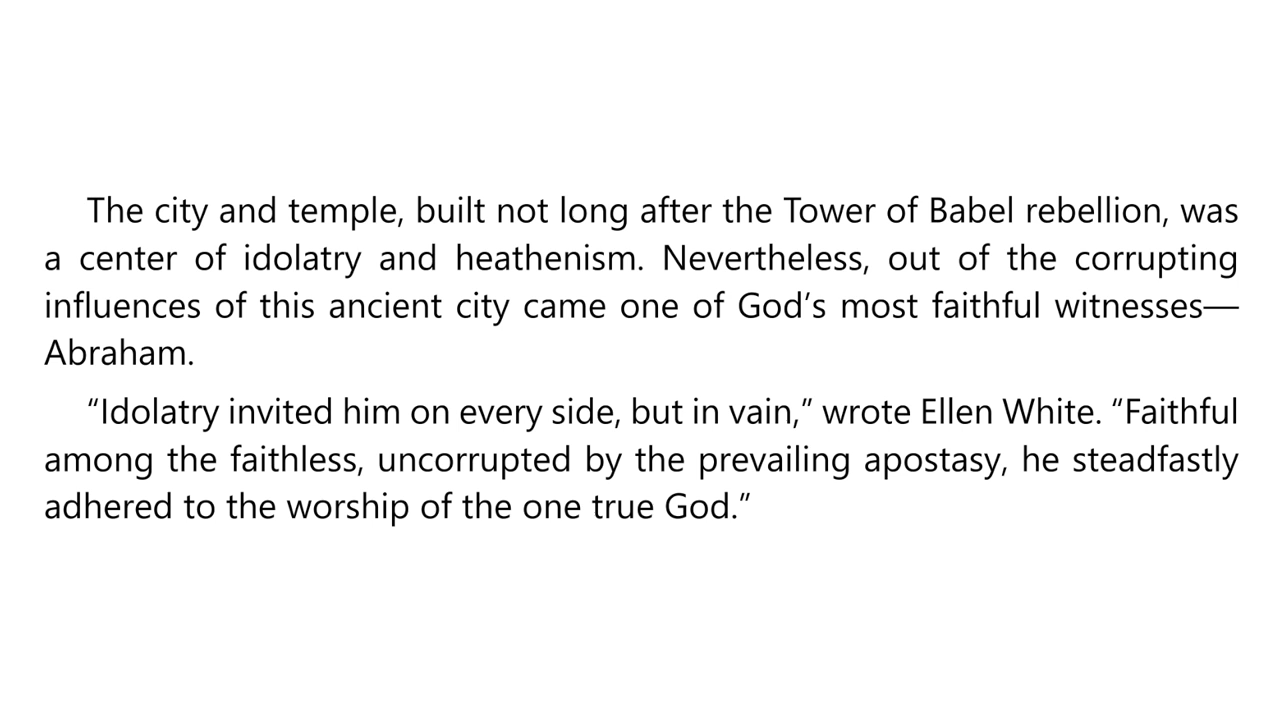 The city and temple, built not long after the Tower of Babel rebellion, was
a center of idolatry and heathenism. Nevertheless, out of the corrupting
influences of this ancient city came one of God’s most faithful witnesses—
Abraham.
“Idolatry invited him on every side, but in vain,” wrote Ellen White. “Faithful
among the faithless, uncorrupted by the prevailing apostasy, he steadfastly
adhered to the worship of the one true God.”